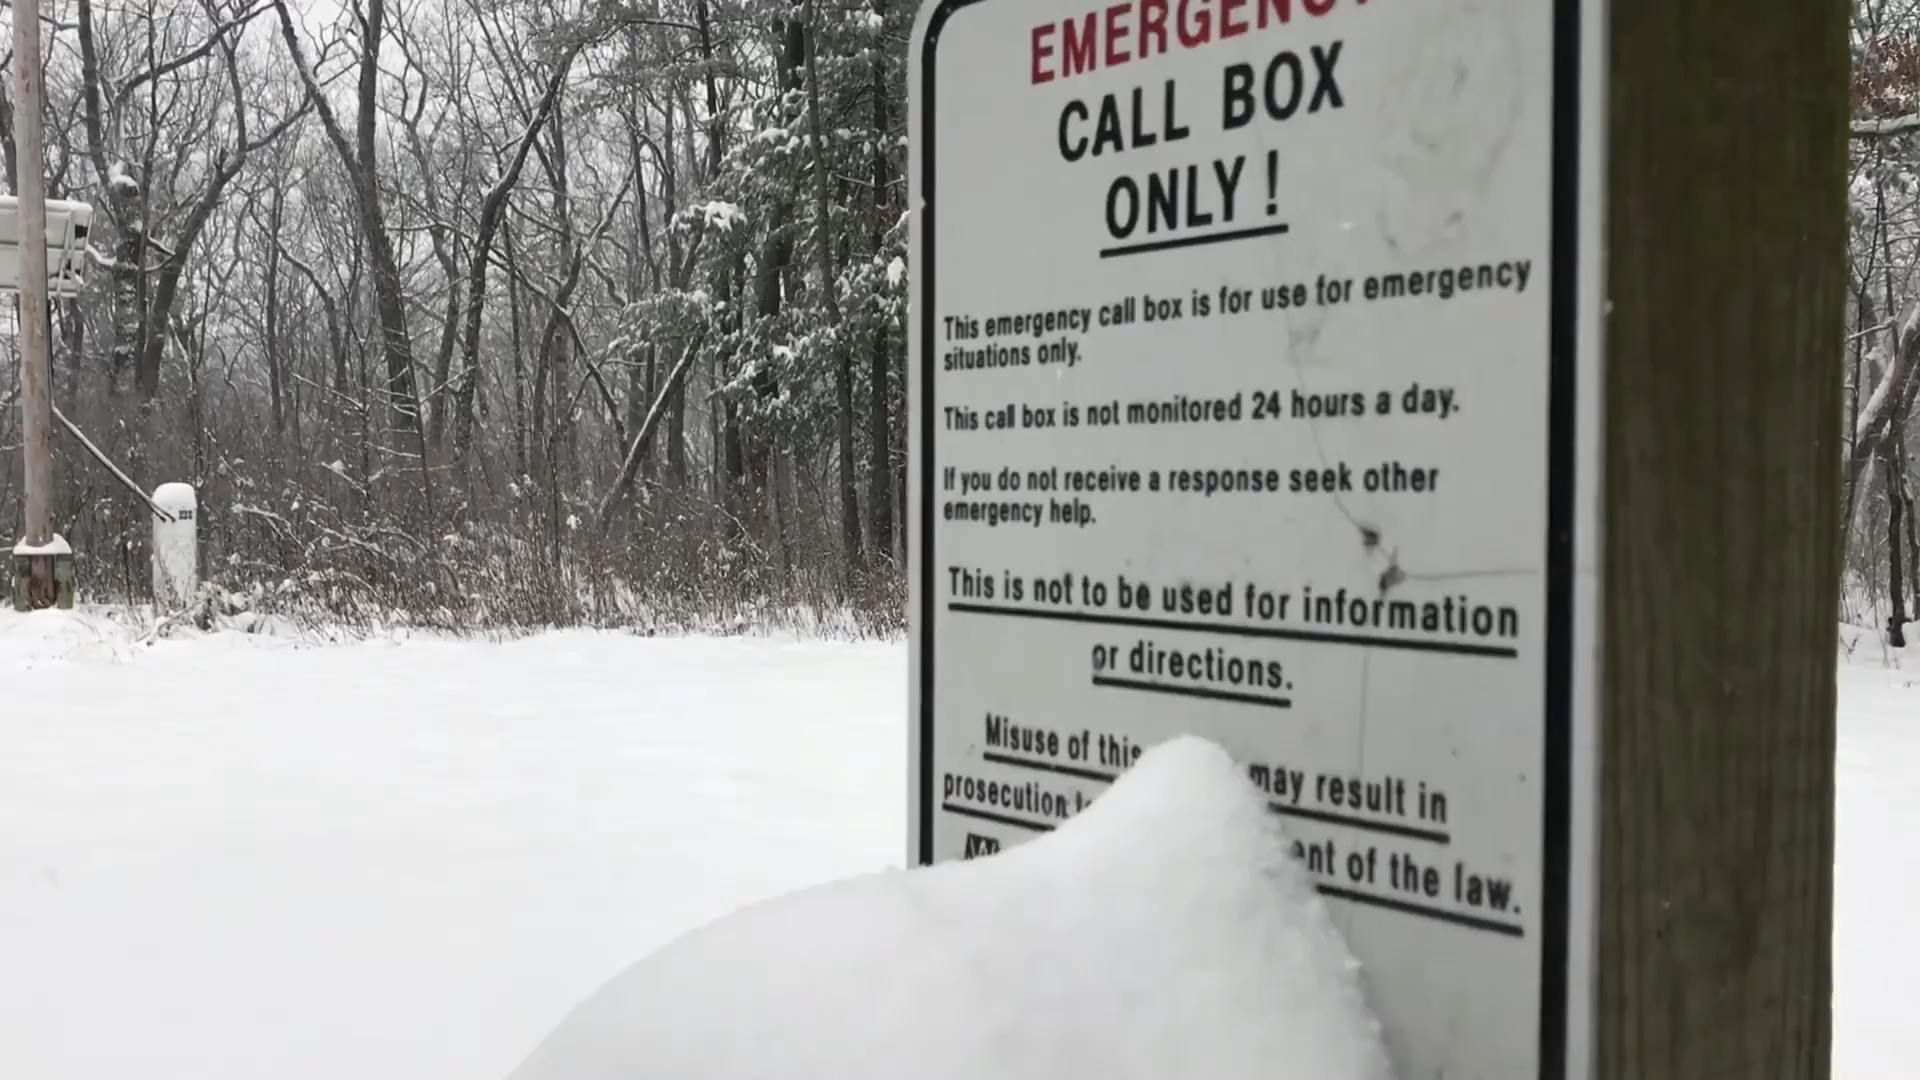 EMERGENCY
CALL BOX
ONLY!
This emergency call box is for use for emergency
situations only.
This call box is not monitored 24 hours a day.
If you do not receive a response seek other
emergency help.
This is not to be used for information
or directions.
Misuse of this may result in
prosecution
of the law.